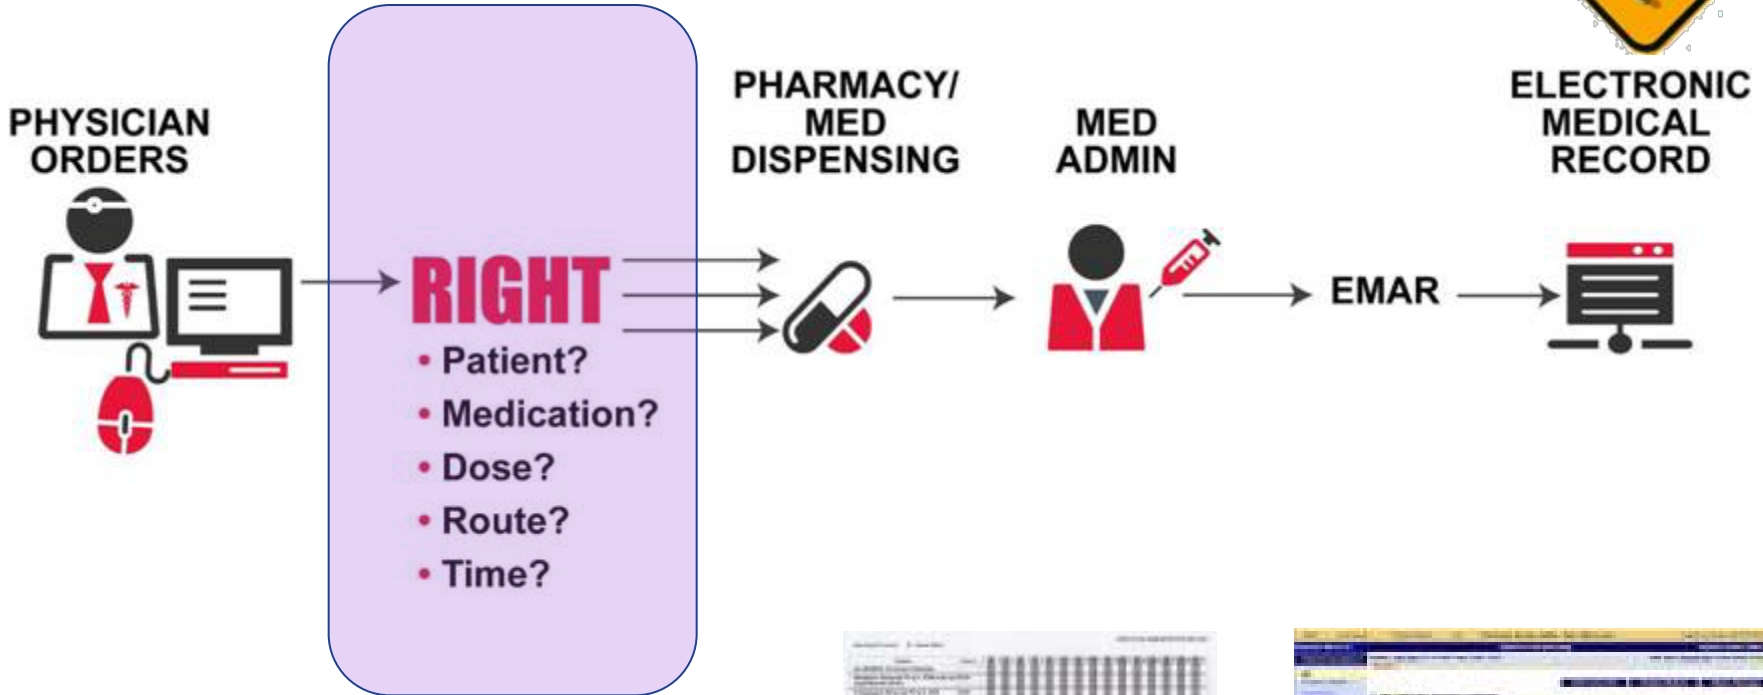 PHYSICIAN
ORDERS
RIGHT
• Patient?
• Medication?
• Dose?
• Route?
• Time?
PHARMACY/
MED
DISPENSING
MED
ADMIN
EMAR
ELECTRONIC
MEDICAL
RECORD